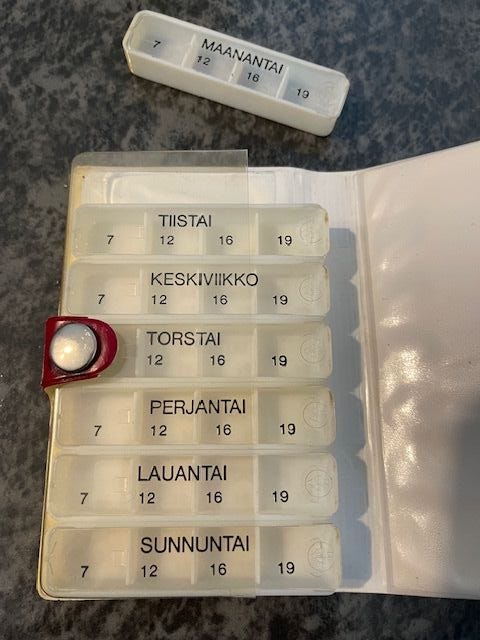 MAANANTAI
7 12 16 19
TIISTAI
7 12 16 19
KESKIVIIKKO
7 12 16 19
TORSTAI
12 16 19
PERJANTAI
7 12 16 19
LAUANTAI
7 12 16 19
SUNNUNTAI
7 12 16 19